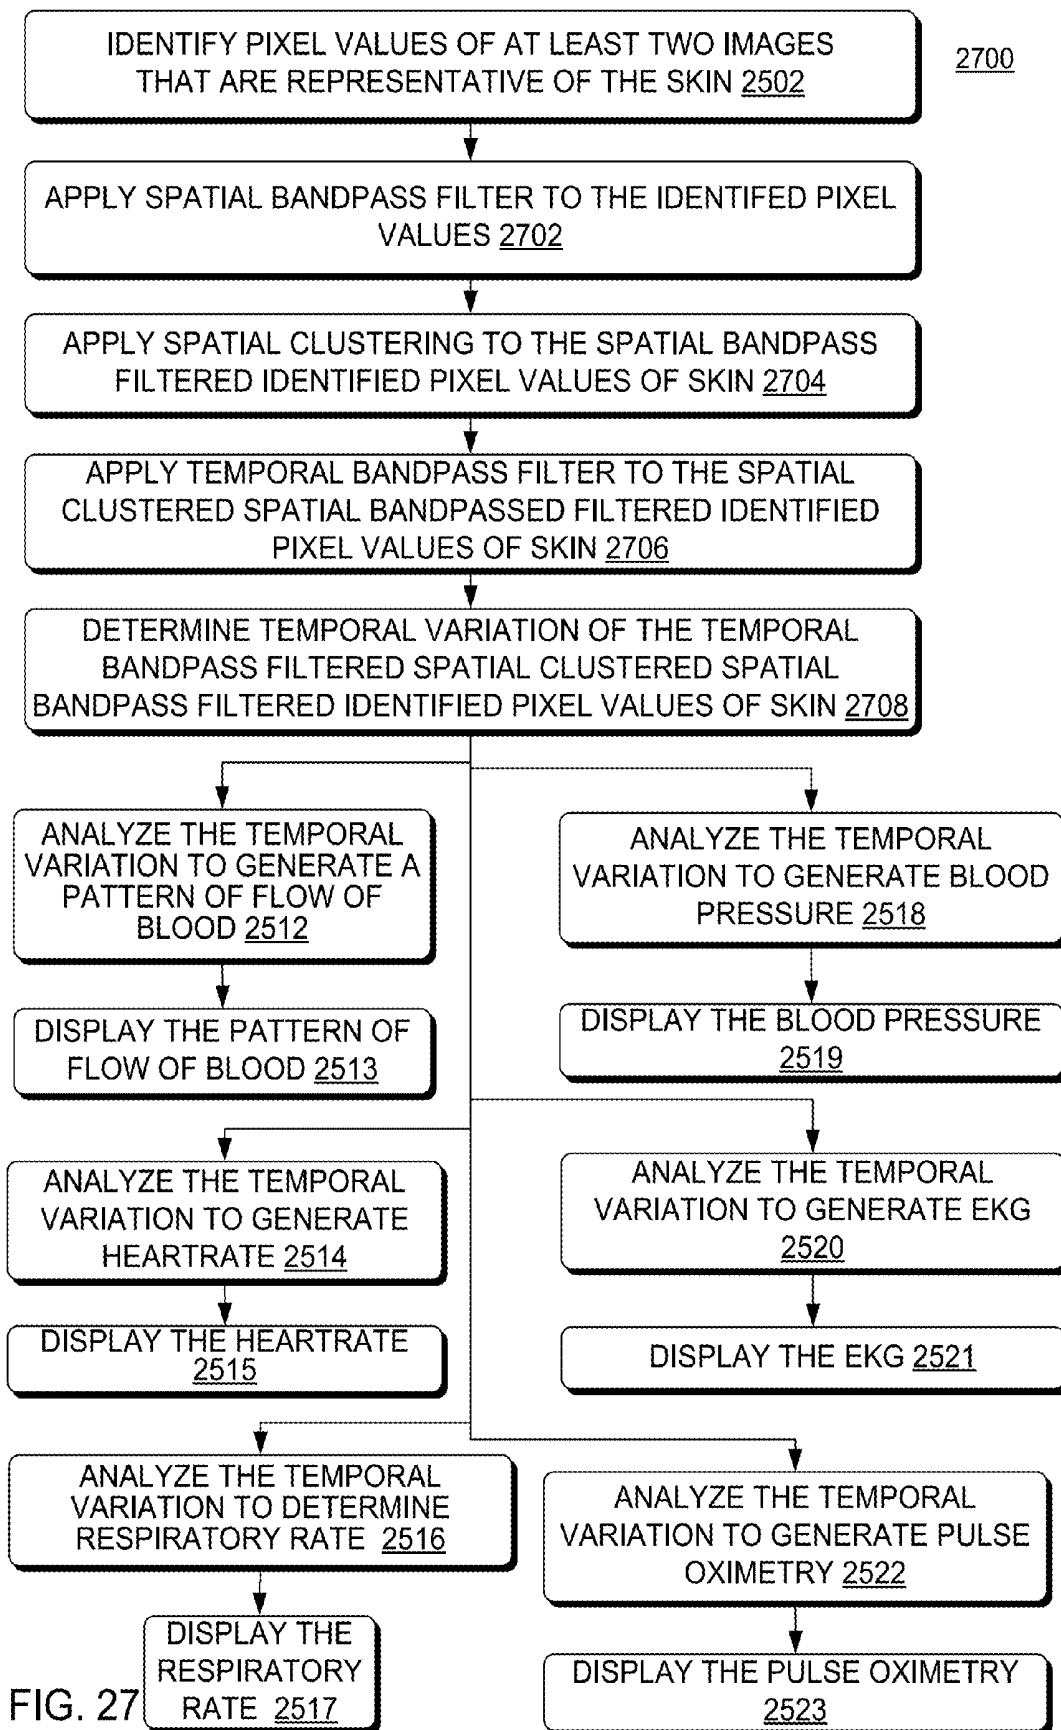 IDENTIFY PIXEL VALUES OF AT LEAST TWO IMAGES
THAT ARE REPRESENTATIVE OF THE SKIN 2502
2700
APPLY SPATIAL BANDPASS FILTER TO THE IDENTIFED PIXEL
VALUES 2702
APPLY SPATIAL CLUSTERING TO THE SPATIAL BANDPASS
FILTERED IDENTIFIED PIXEL VALUES OF SKIN 2704
APPLY TEMPORAL BANDPASS FILTER TO THE SPATIAL
CLUSTERED SPATIAL BANDPASSED FILTERED IDENTIFIED
PIXEL VALUES OF SKIN 2706
DETERMINE TEMPORAL VARIATION OF THE TEMPORAL
BANDPASS FILTERED SPATIAL CLUSTERED SPATIAL
BANDPASS FILTERED IDENTIFIED PIXEL VALUES OF SKIN 2708
ANALYZE THE TEMPORAL
VARIATION TO GENERATE A
PATTERN OF FLOW OF
BLOOD 2512
DISPLAY THE PATTERN OF
FLOW OF BLOOD 2513
ANALYZE THE TEMPORAL
VARIATION TO GENERATE BLOOD
PRESSURE 2518
DISPLAY THE BLOOD PRESSURE
2519
ANALYZE THE TEMPORAL
VARIATION TO GENERATE
HEARTRATE 2514
DISPLAY THE HEARTRATE
2515
ANALYZE THE TEMPORAL
VARIATION TO GENERATE EKG
2520
DISPLAY THE EKG 2521
ANALYZE THE TEMPORAL
VARIATION TO DETERMINE
RESPIRATORY RATE 2516
DISPLAY THE
RESPIRATORY
RATE 2517
ANALYZE THE TEMPORAL
VARIATION TO GENERATE PULSE
OXIMETRY 2522
DISPLAY THE PULSE OXIMETRY
2523
FIG. 27